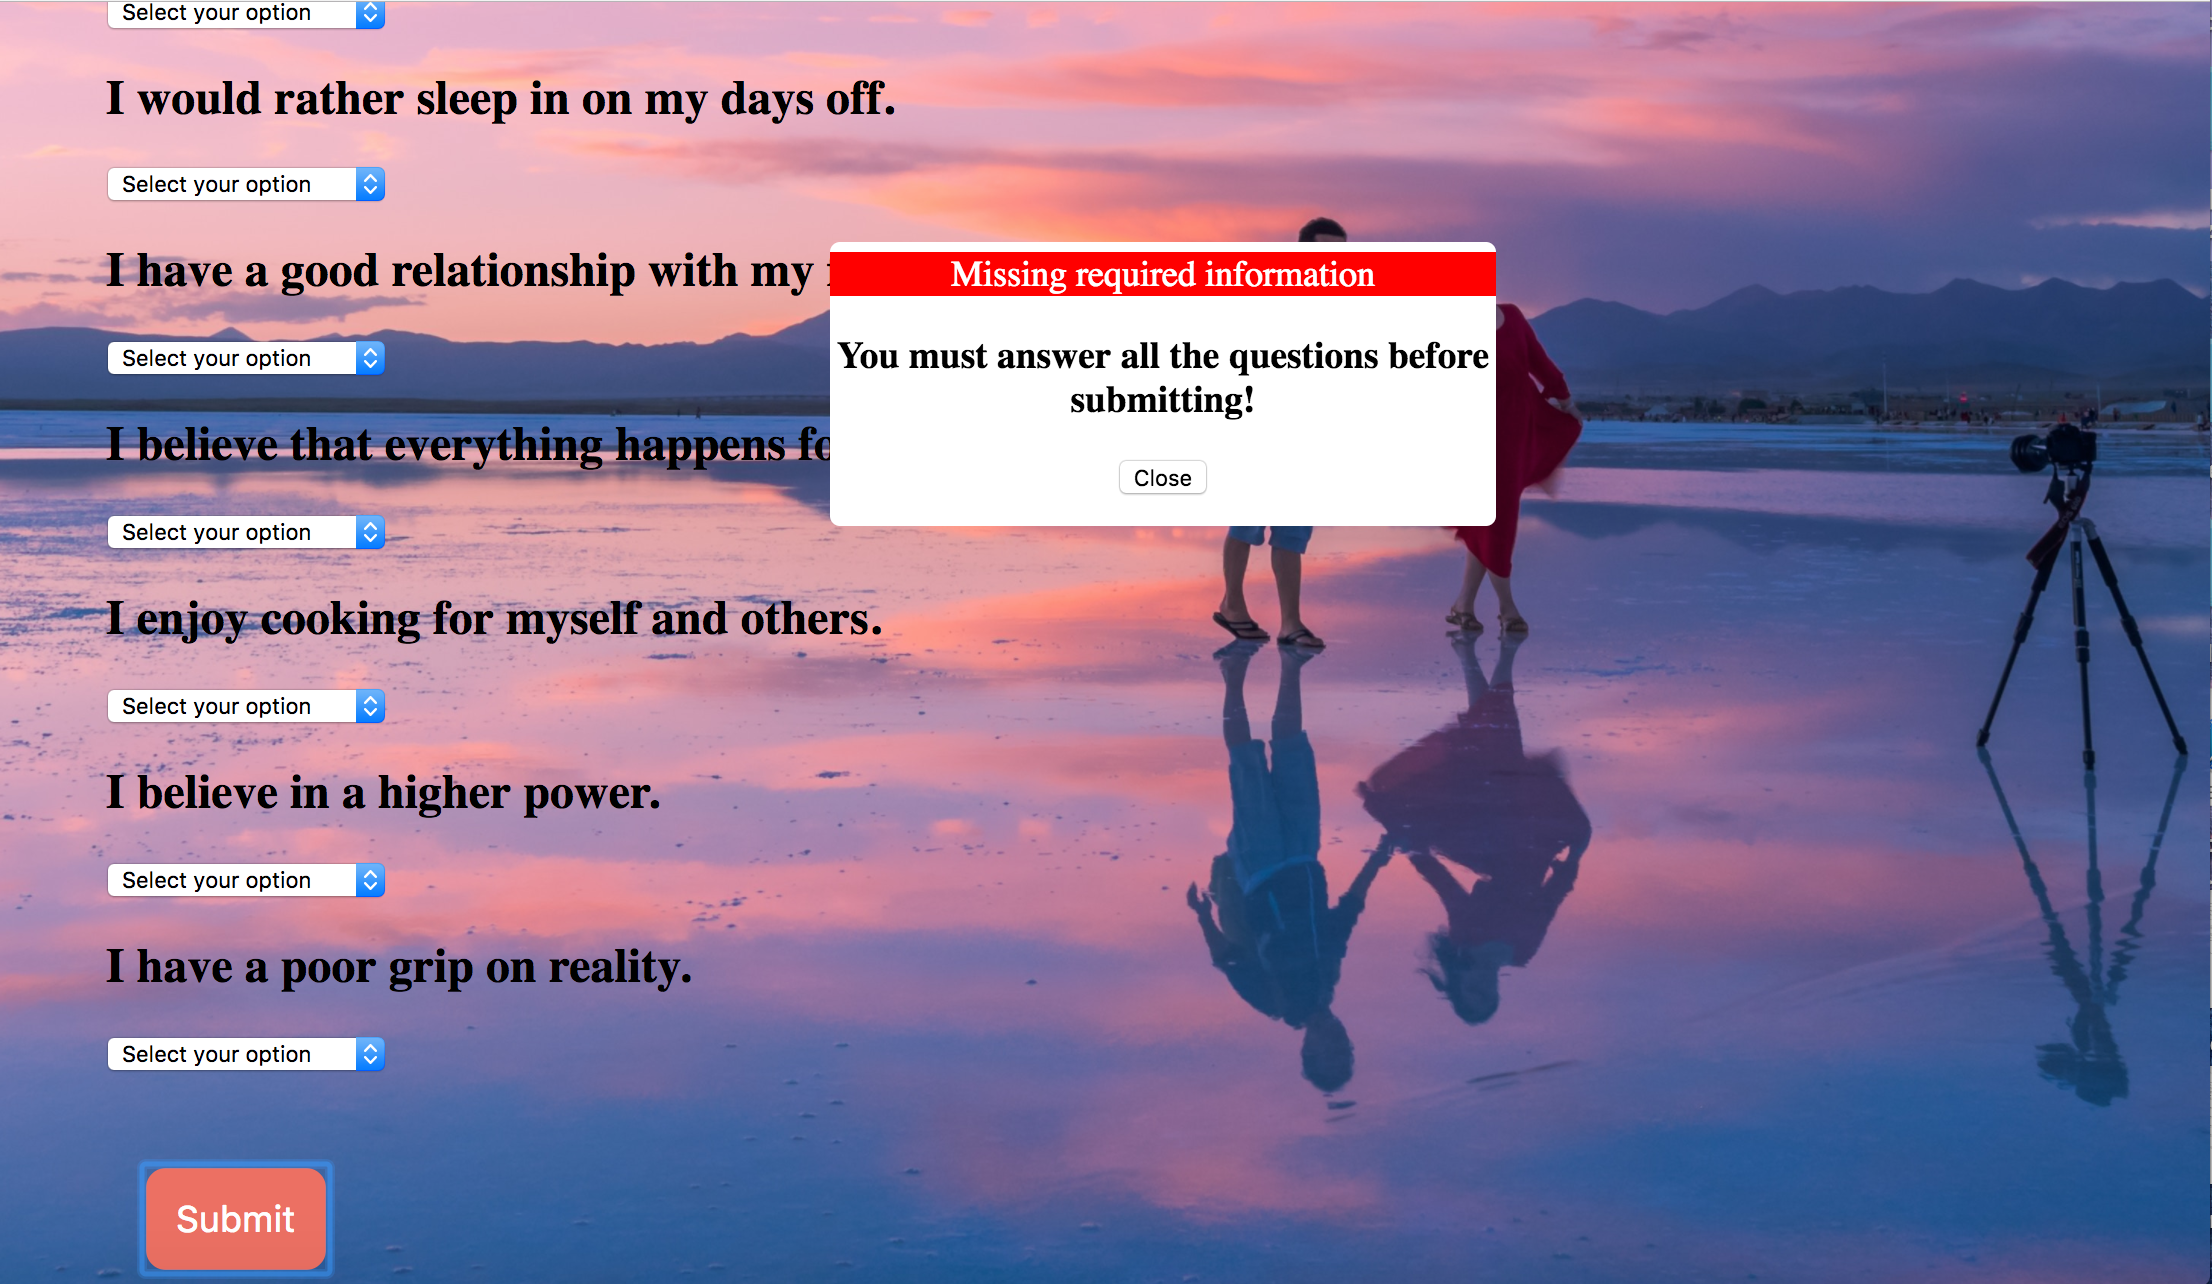 Select your option
I would rather sleep in on my days off.
Select your option
I have a good relationship with my
Missing required information
Select your option
You must answer all the questions before
submitting!
I believe that everything happens fo
Close
Select your option
I enjoy cooking for myself and others.
Select your option
I believe in a higher power.
Select your option
I have a poor grip on reality.
Select your option
Submit